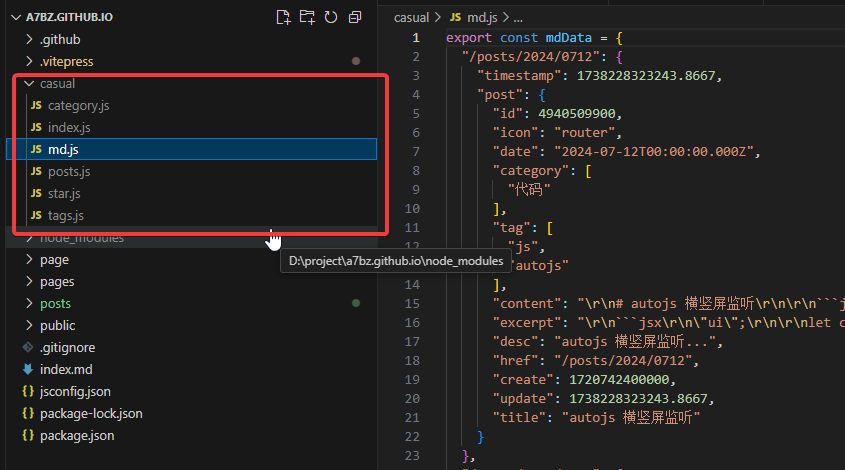 A7BZ.GITHUB.IO
.github
.vitepress
casual
JS category.js
JS index.js
JS md.js
JS posts.js
JS star.js
JS tags.js
node_modules
D:\project\a7bz.github.io\node_modules
page
pages
posts
public
.gitignore
index.md
{} jsconfig.json
{} package-lock.json
{} package.json
casual > JS md.js > ...
1 export const mdData = {
2 "/posts/2024/0712": {
3 "timestamp": 1738228323243.8667,
4 "post": {
5 "id": 4940509900,
6 "icon": "router",
7 "date": "2024-07-12T00:00:00.000Z",
8 "category": [
9 "代码"
10 ],
11 "tag": [
12 "js",
"autojs"
14 ],
15 "content": "\r\n# autojs 横竖屏监听\r\n\r\n```j
16 "excerpt": "\r\n```jsx\r\n\"ui\";\r\n\r\nlet c
17 "desc": "autojs 横竖屏监听...",
18 "href": "/posts/2024/0712",
19 "create": 1720742400000,
20 "update": 1738228323243.8667,
21 "title": "autojs 横竖屏监听"
22 }
23 },